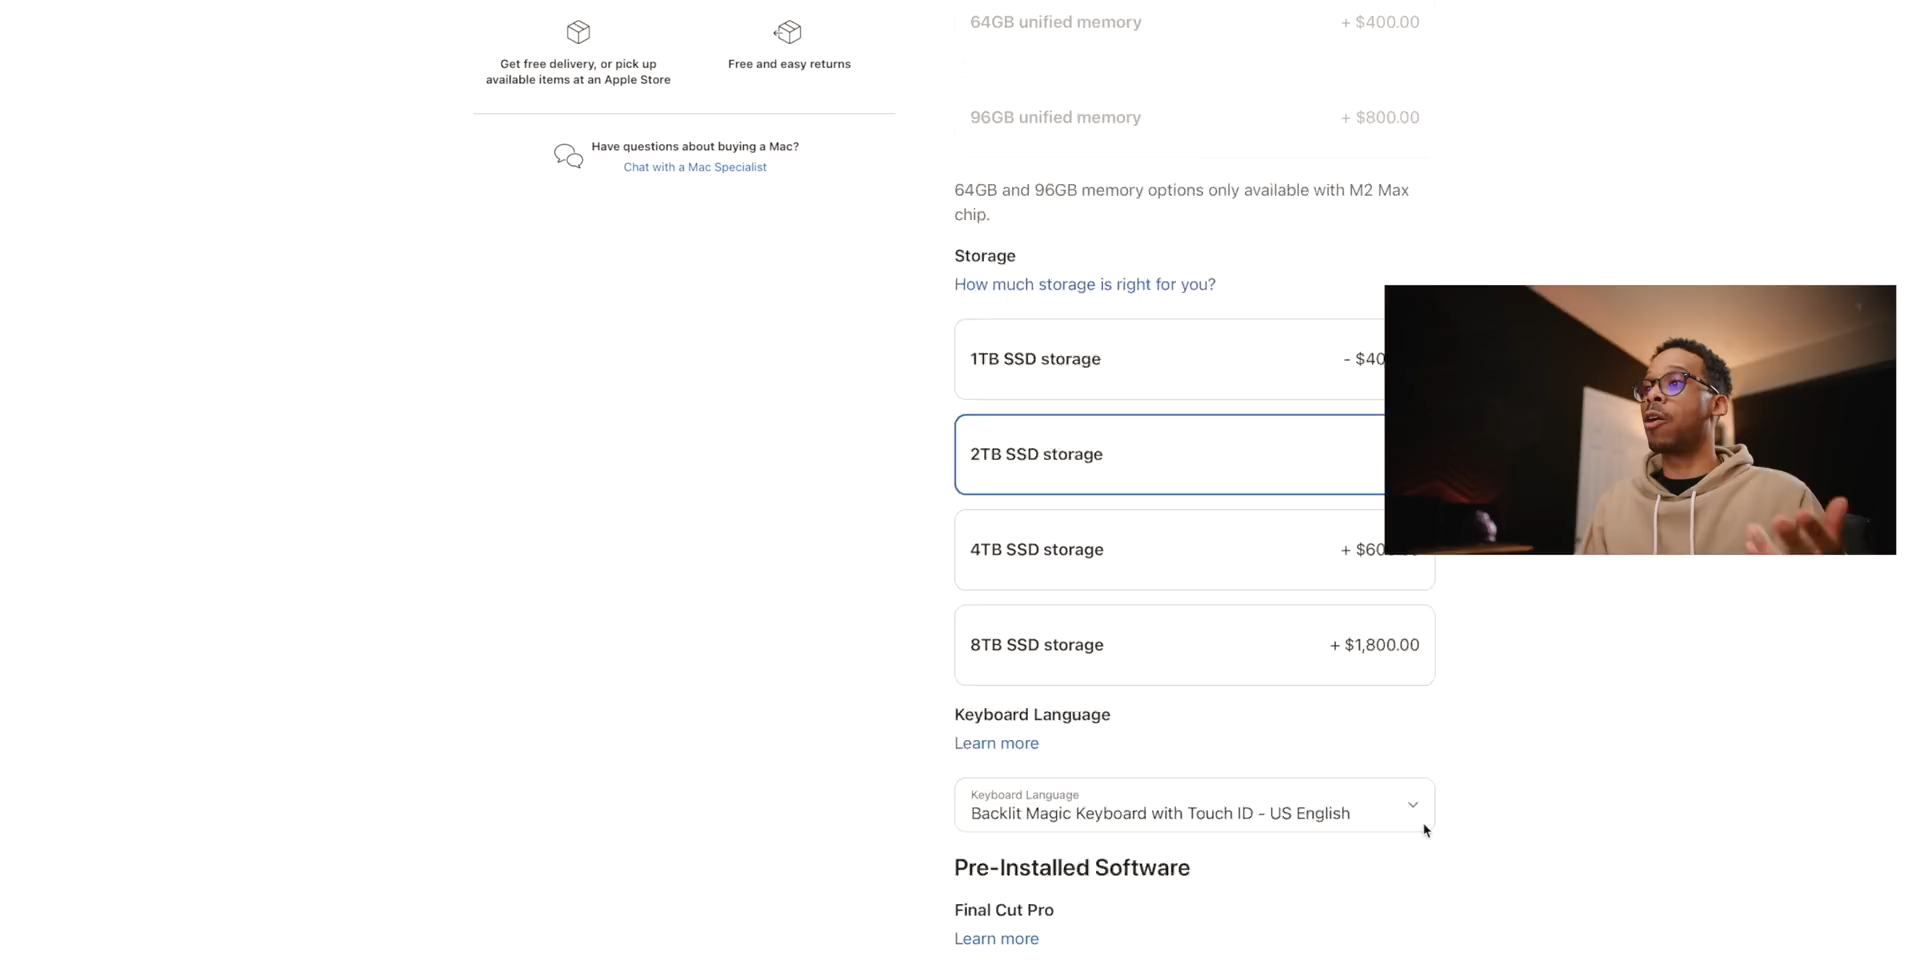 Get free delivery, or pick up
available items at an Apple Store
Free and easy returns
Have questions about buying a Mac?
Chat with a Mac Specialist
64GB unified memory + $400.00
96GB unified memory + $800.00
64GB and 96GB memory options only available with M2 Max
chip.
Storage
How much storage is right for you?
1TB SSD storage - $40
2TB SSD storage
4TB SSD storage + $60
8TB SSD storage + $1,800.00
Keyboard Language
Learn more
Keyboard Language
Backlit Magic Keyboard with Touch ID - US English
Pre-Installed Software
Final Cut Pro
Learn more